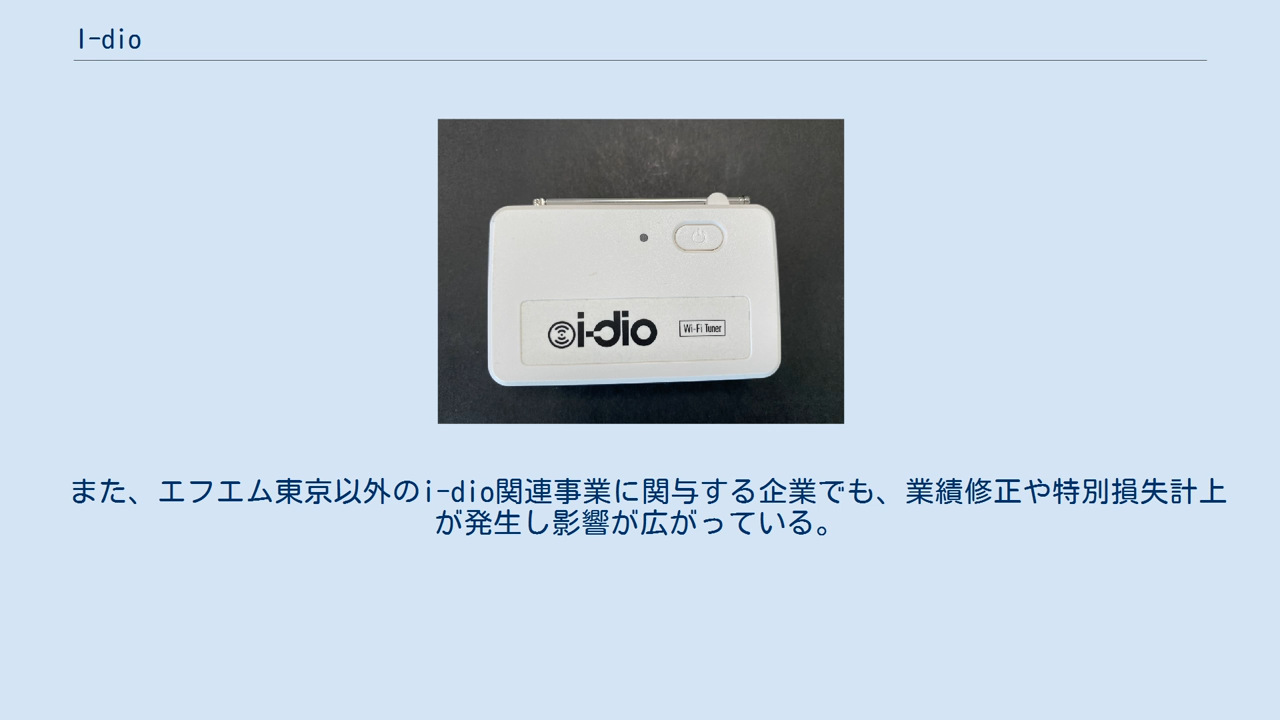 I-dio
i-dio
Wi-Fi Tuner
また、エフエム東京以外のi-dio関連事業に関与する企業でも、業績修正や特別損失計上
が発生し影響が広がっている。